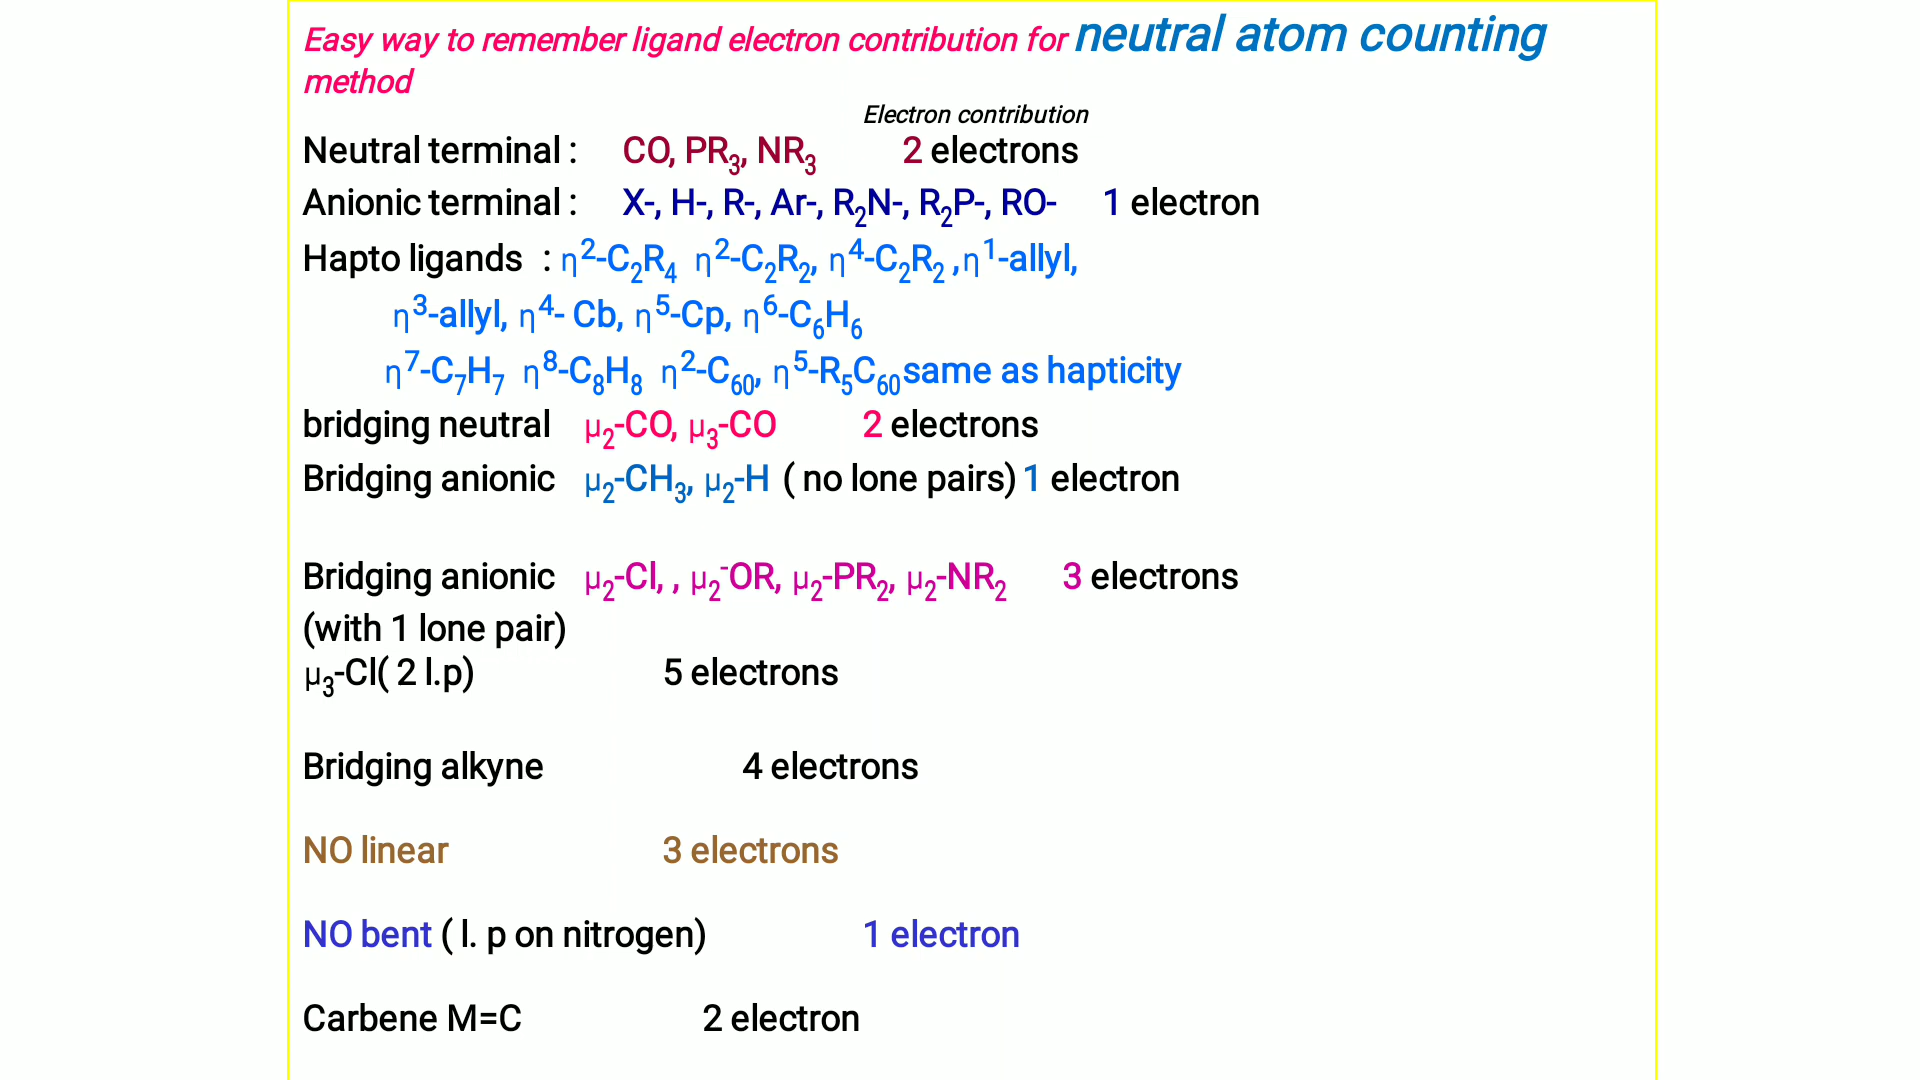 Easy way to remember ligand electron contribution for neutral atom counting
method
Electron contribution
Neutral terminal : CO, PR₃, NR₃ 2 electrons
Anionic terminal : X-, H-, R-, Ar-, R₂N-, R₂P-, RO- 1 electron
Hapto ligands : η²-C₂R₄ η²-C₂R₂, η⁴-C₂R₂ ,η¹-allyl,
η³-allyl, η⁴- Cb, η⁵-Cp, η⁶-C₆H₆
η⁷-C₇H₇ η⁸-C₈H₈ η²-C₆₀, η⁵-R₅C₆₀ same as hapticity
bridging neutral μ₂-CO, μ₃-CO 2 electrons
Bridging anionic μ₂-CH₃, μ₂-H ( no lone pairs) 1 electron
Bridging anionic μ₂-Cl, , μ₂⁻OR, μ₂-PR₂, μ₂-NR₂ 3 electrons
(with 1 lone pair)
μ₃-Cl( 2 l.p) 5 electrons
Bridging alkyne 4 electrons
NO linear 3 electrons
NO bent ( l. p on nitrogen) 1 electron
Carbene M=C 2 electron